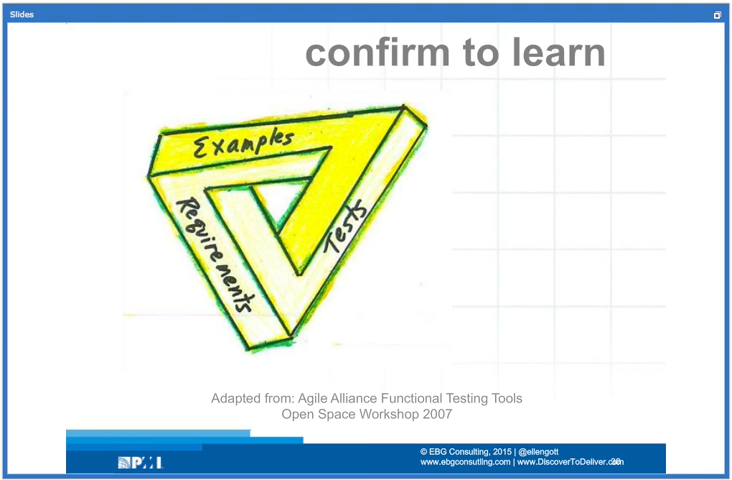 Slides
confirm to learn
Examples
Requirements
Tests
Adapted from: Agile Alliance Functional Testing Tools
Open Space Workshop 2007
© EBG Consulting, 2015 | @ellengott
www.ebgconsutling.com | www.DiscoverToDeliver.com
PMI